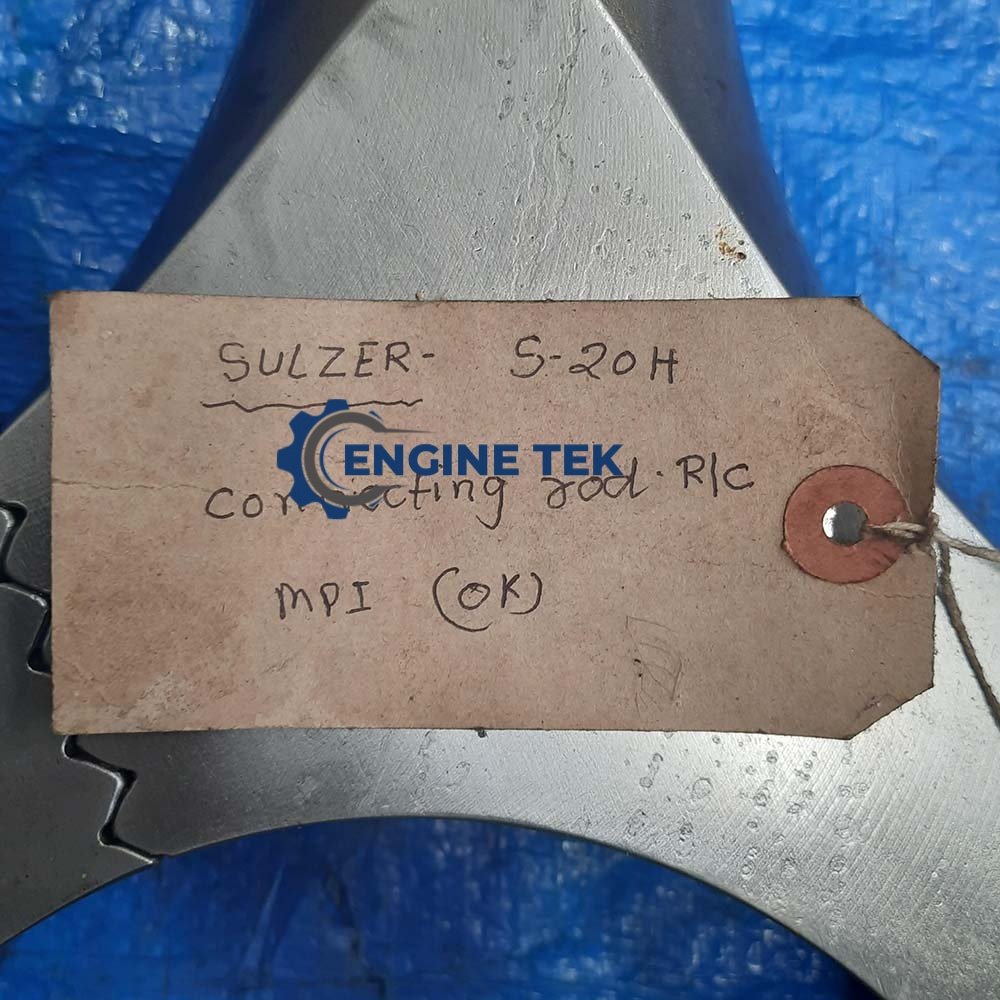 SULZER- S-20H
ENGINE TEK
Connecting rod. R/C
MPI (OK)